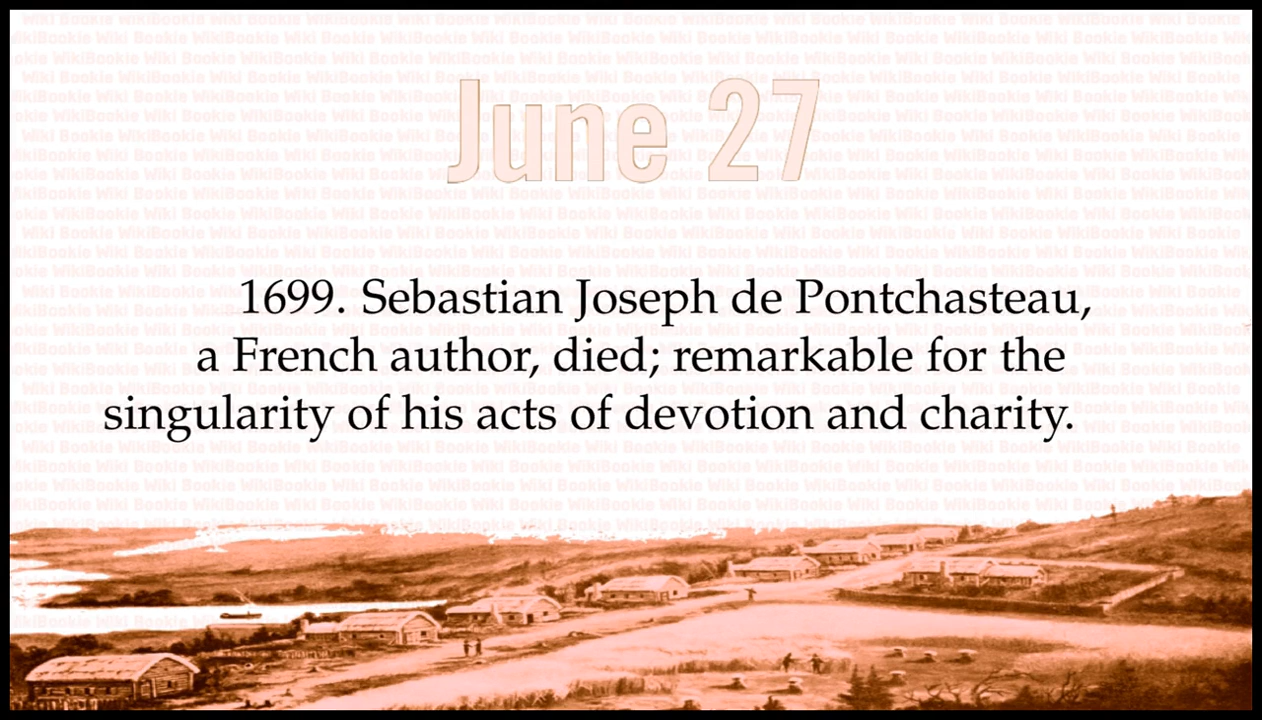 June 27
1699. Sebastian Joseph de Pontchasteau,
a French author, died; remarkable for the
singularity of his acts of devotion and charity.